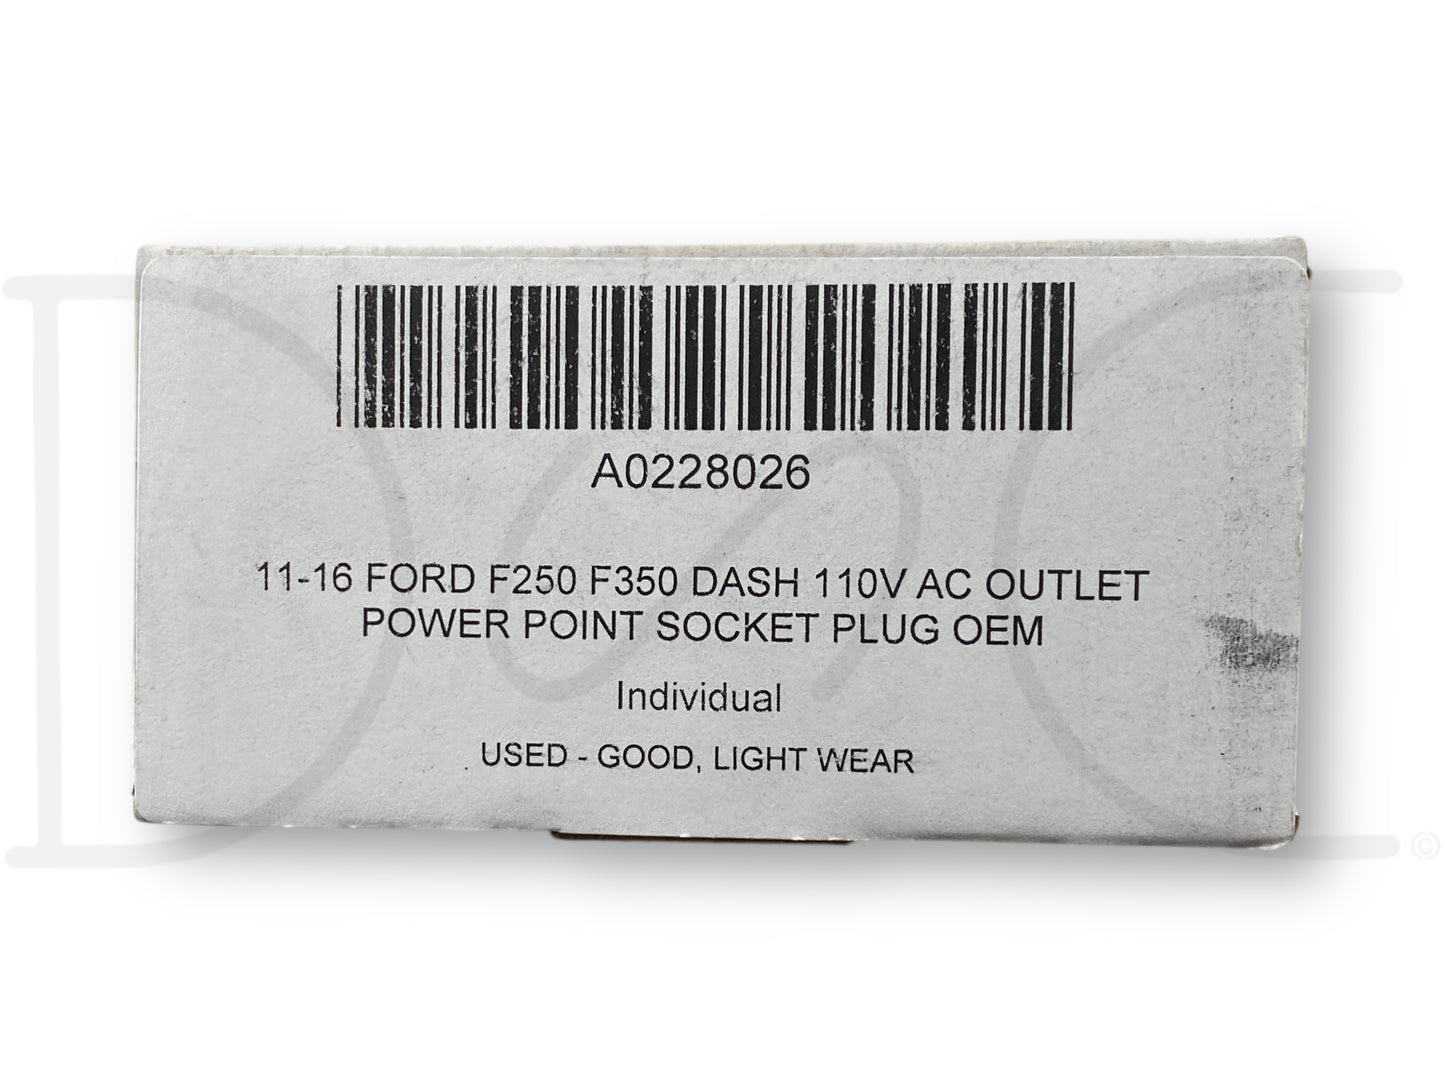 A0228026
11-16 FORD F250 F350 DASH 110V AC OUTLET
POWER POINT SOCKET PLUG OEM
Individual
USED - GOOD, LIGHT WEAR
©